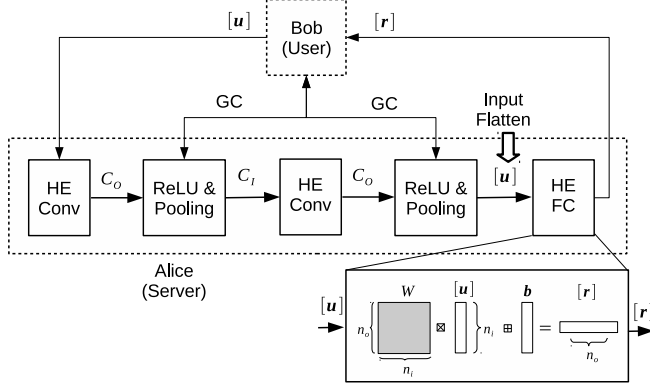 [u]
Bob
(User)
[r]
GC
GC
Input
Flatten
HE
Conv
C_O
ReLU &
Pooling
C_I
HE
Conv
C_O
ReLU &
Pooling
[u]
HE
FC
Alice
(Server)
[u]
W
[u]
b
[r]
[r]
n_o
⊠
n_i
⊞
=
n_o
n_i